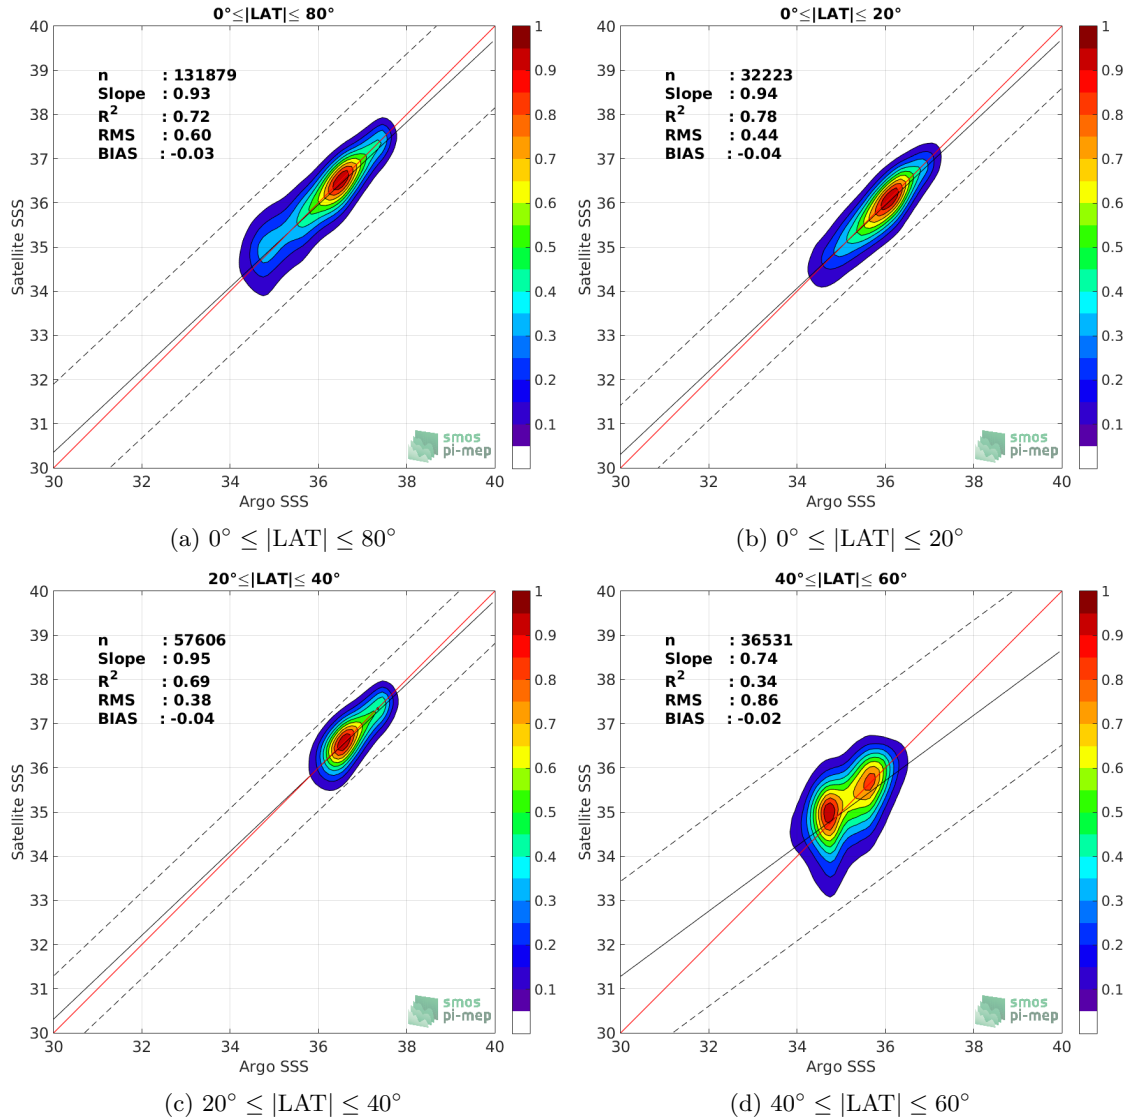 0°≤|LAT|≤ 80°
40
39
38
37
36
35
34
33
32
31
30
Satellite SSS
n : 131879
Slope : 0.93
R² : 0.72
RMS : 0.60
BIAS : -0.03
smos
pi-mep
30 32 34 36 38 40
Argo SSS
1
0.9
0.8
0.7
0.6
0.5
0.4
0.3
0.2
0.1
(a) 0° ≤ |LAT| ≤ 80°
0°≤|LAT|≤ 20°
40
39
38
37
36
35
34
33
32
31
30
Satellite SSS
n : 32223
Slope : 0.94
R² : 0.78
RMS : 0.44
BIAS : -0.04
smos
pi-mep
30 32 34 36 38 40
Argo SSS
1
0.9
0.8
0.7
0.6
0.5
0.4
0.3
0.2
0.1
(b) 0° ≤ |LAT| ≤ 20°
20°≤|LAT|≤ 40°
40
39
38
37
36
35
34
33
32
31
30
Satellite SSS
n : 57606
Slope : 0.95
R² : 0.69
RMS : 0.38
BIAS : -0.04
smos
pi-mep
30 32 34 36 38 40
Argo SSS
1
0.9
0.8
0.7
0.6
0.5
0.4
0.3
0.2
0.1
(c) 20° ≤ |LAT| ≤ 40°
40°≤|LAT|≤ 60°
40
39
38
37
36
35
34
33
32
31
30
Satellite SSS
n : 36531
Slope : 0.74
R² : 0.34
RMS : 0.86
BIAS : -0.02
smos
pi-mep
30 32 34 36 38 40
Argo SSS
1
0.9
0.8
0.7
0.6
0.5
0.4
0.3
0.2
0.1
(d) 40° ≤ |LAT| ≤ 60°